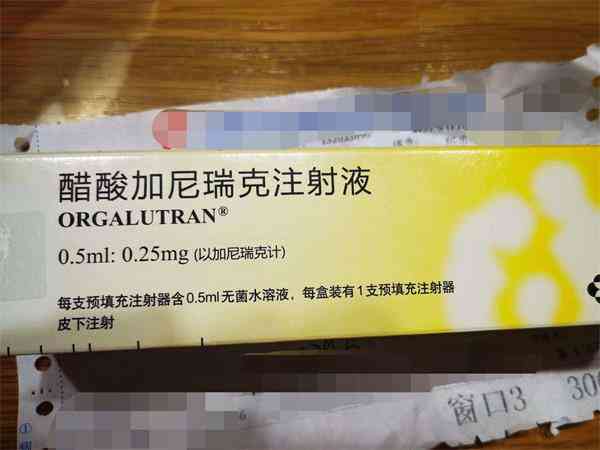 醋酸加尼瑞克注射液
ORGALUTRAN®
0.5ml: 0.25mg (以加尼瑞克计)
每支预填充注射器含0.5ml无菌水溶液，每盒装有1支预填充注射器
皮下注射
6
窗口3 300
①